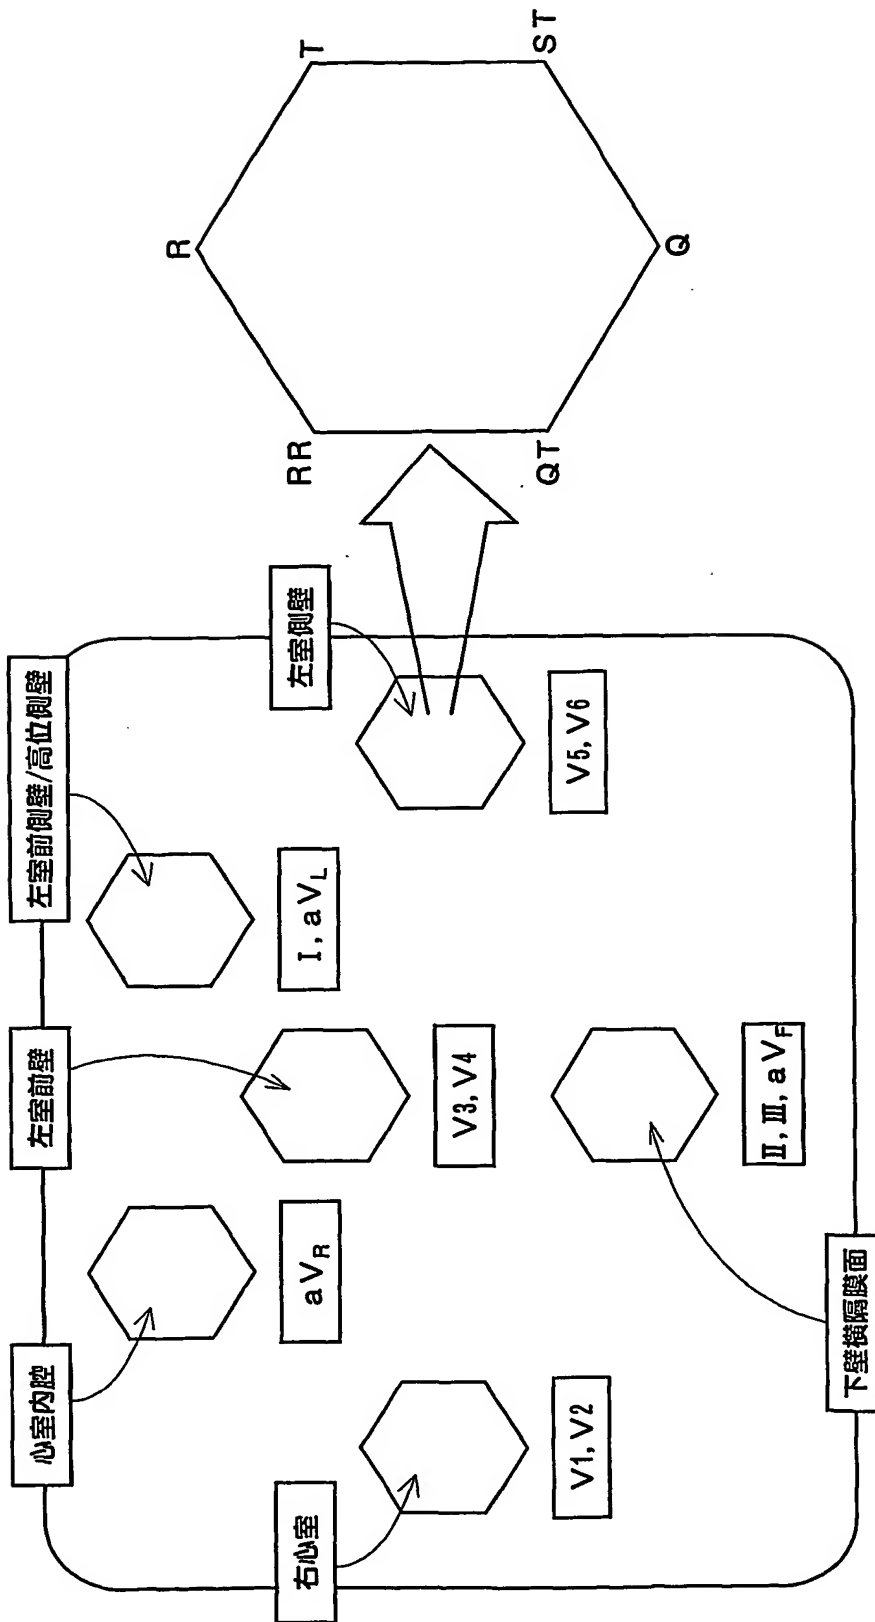 心室内腔
左室前壁
左室前側壁/高位側壁
右心室
左室側壁
下壁横隔膜面
aVR
I, aVL
V3, V4
V1, V2
V5, V6
Ⅱ, Ⅲ, aVF
R
RR
T
QT
ST
Q